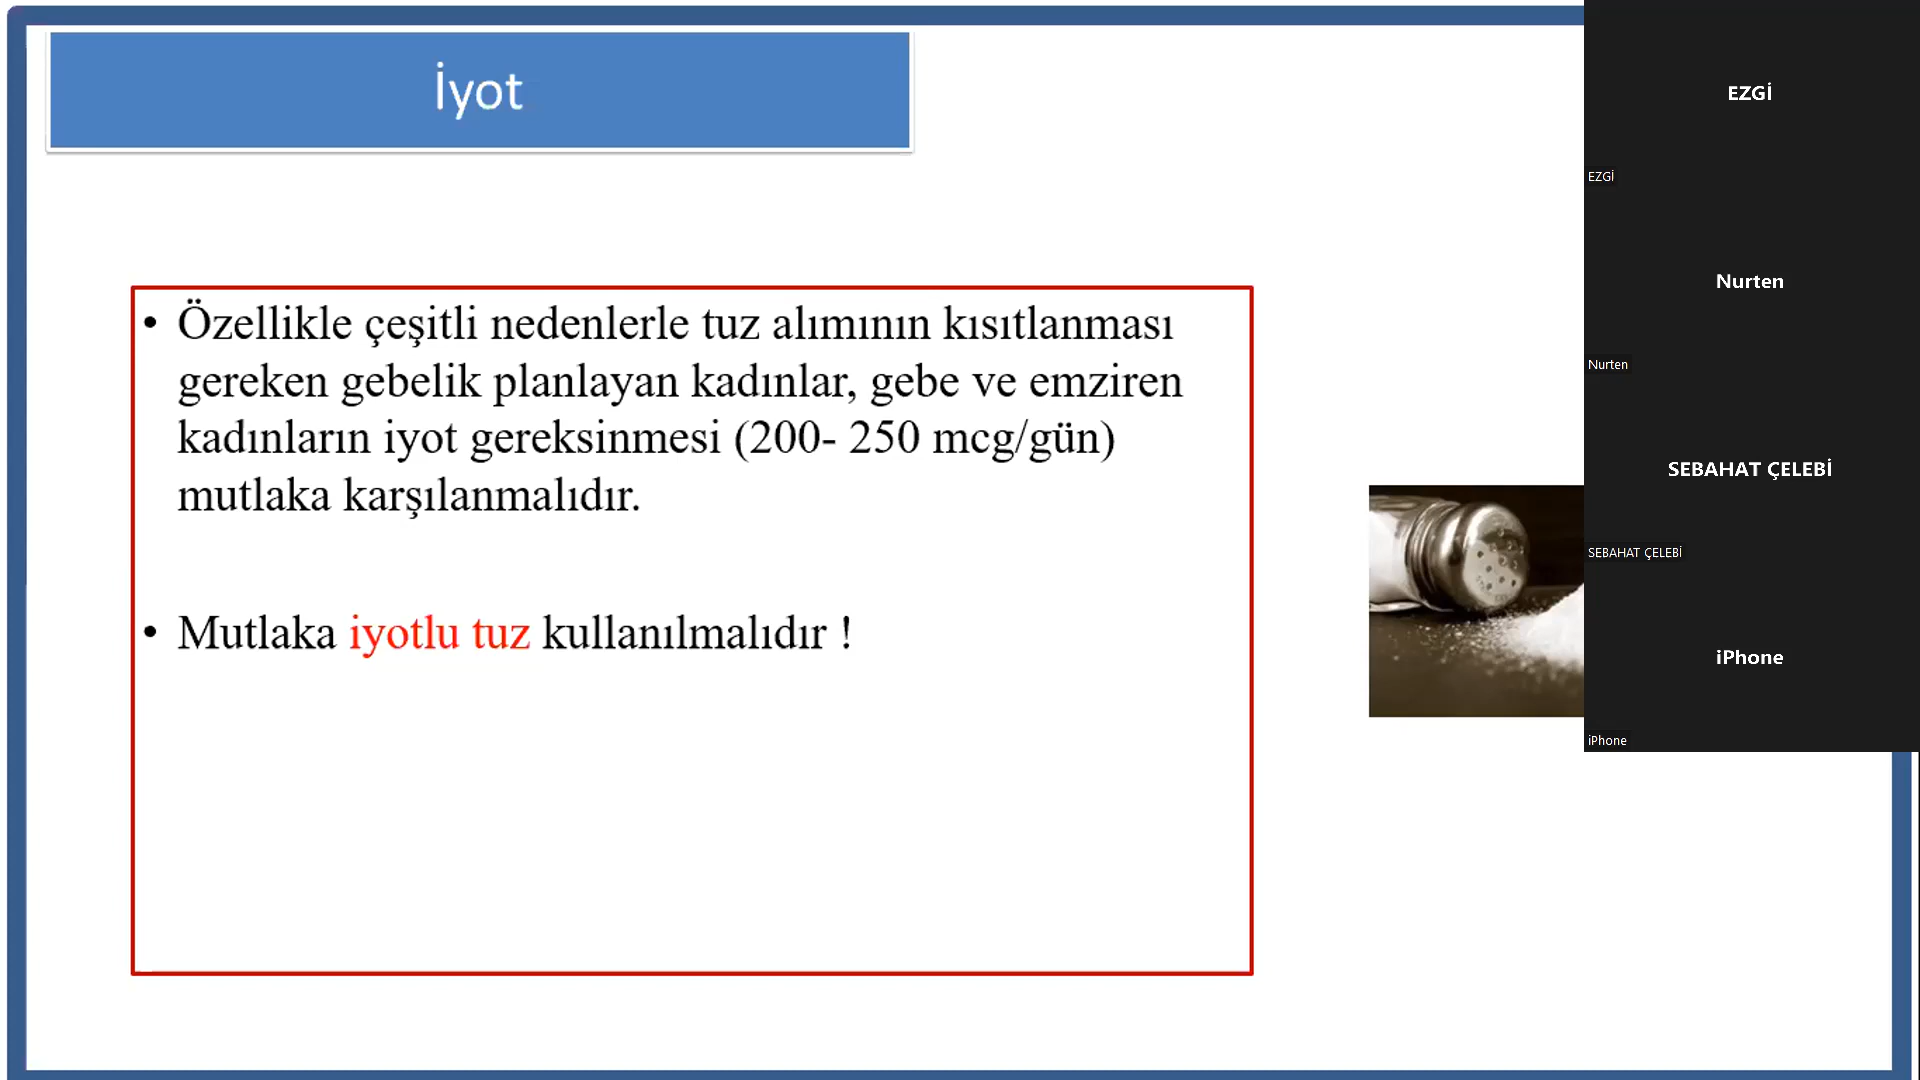 İyot
• Özellikle çeşitli nedenlerle tuz alımının kısıtlanması
gereken gebelik planlayan kadınlar, gebe ve emziren
kadınların iyot gereksinmesi (200- 250 mcg/gün)
mutlaka karşılanmalıdır.
• Mutlaka iyotlu tuz kullanılmalıdır !
EZGİ
EZGİ
Nurten
Nurten
SEBAHAT ÇELEBİ
SEBAHAT ÇELEBİ
iPhone
iPhone